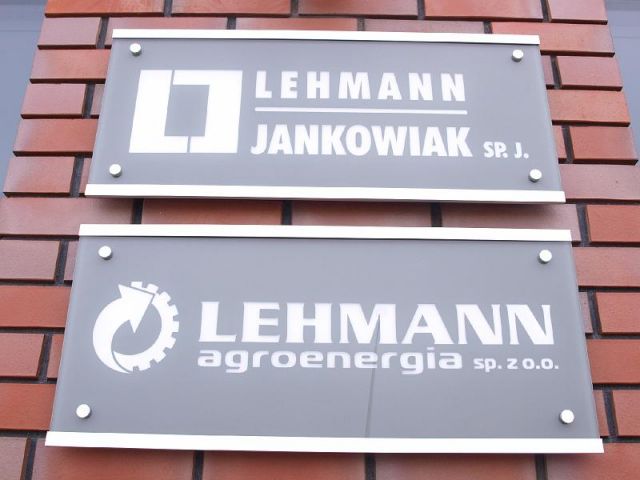 LEHMANN
JANKOWIAK SP. J.
LEHMANN
agroenergia sp. z o.o.